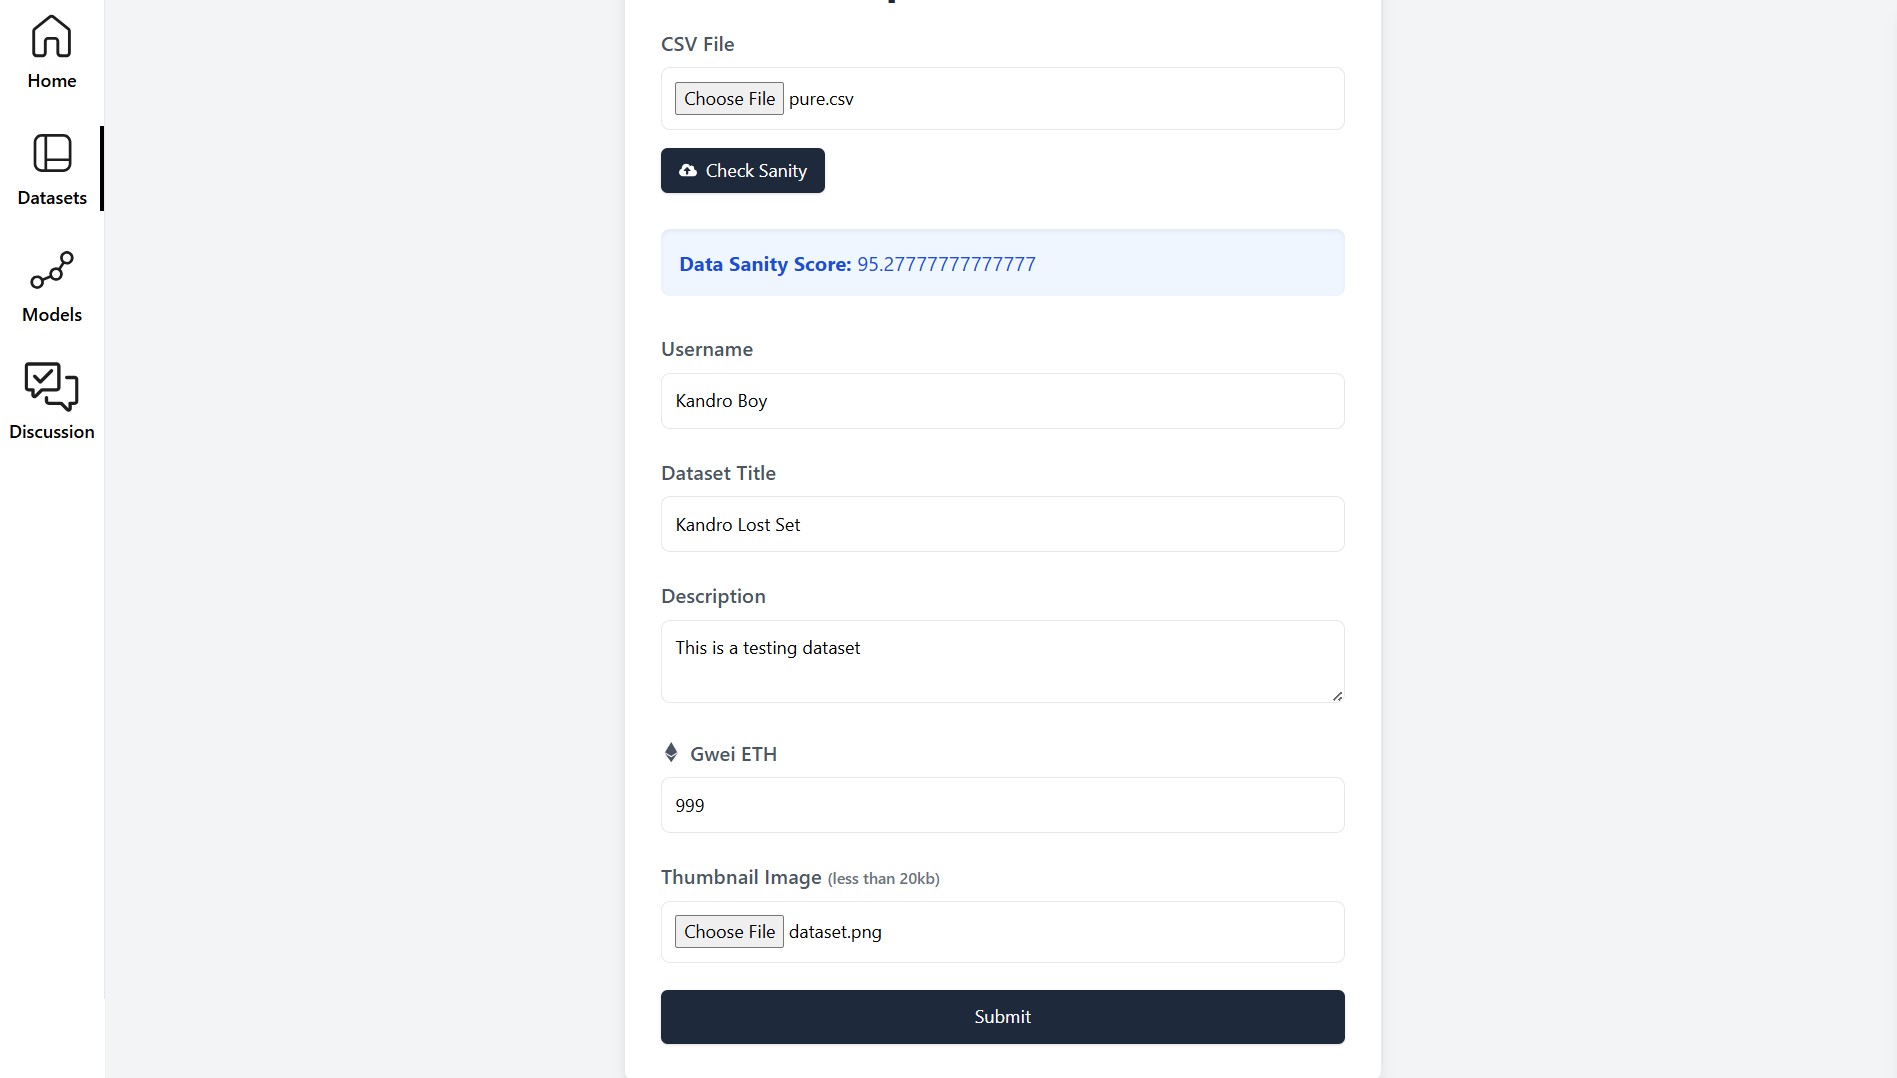 Home
Datasets
Models
Discussion
CSV File
Choose File pure.csv
Check Sanity
Data Sanity Score: 95.27777777777777
Username
Kandro Boy
Dataset Title
Kandro Lost Set
Description
This is a testing dataset
Gwei ETH
999
Thumbnail Image (less than 20kb)
Choose File dataset.png
Submit